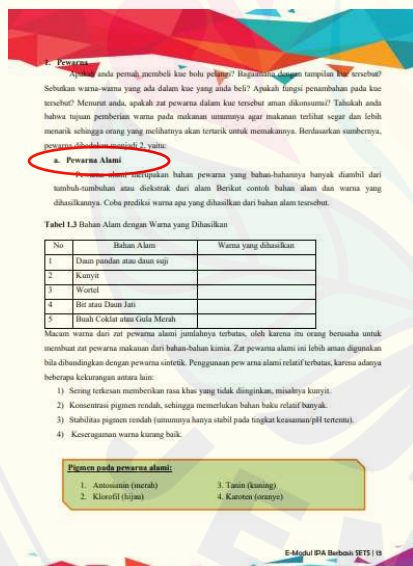 1. Pewarna
Apakah anda pernah membeli kue bolu pelangi? Bagaimana dengan tampilan kue tersebut?
Sebutkan warna-warna yang ada dalam kue yang anda beli? Apakah fungsi penambahan pada kue
tersebut? Menurut anda, apakah zat pewarna dalam kue tersebut aman dikonsumsi? Tahukah anda
bahwa tujuan pemberian warna pada makanan umumnya agar makanan terlihat segar dan lebih
menarik sehingga orang yang melihatnya akan tertarik untuk memakannya. Berdasarkan sumbernya,
pewarna dibedakan menjadi 2, yaitu:
a. Pewarna Alami
Pewarna alami merupakan bahan pewarna yang bahan-bahannya banyak diambil dari
tumbuh-tumbuhan atau diekstrak dari alam Berikut contoh bahan alam dan warna yang
dihasilkannya. Coba prediksi warna apa yang dihasilkan dari bahan alam tesrsebut.
Tabel 1.3 Bahan Alam dengan Warna yang Dihasilkan
No Bahan Alam Warna yang dihasilkan
1 Daun pandan atau daun suji
2 Kunyit
3 Wortel
4 Bit atau Daun Jati
5 Buah Coklat atau Gula Merah
Macam warna dari zat pewarna alami jumlahnya terbatas, oleh karena itu orang berusaha untuk
membuat zat pewarna makanan dari bahan-bahan kimia. Zat pewarna alami ini lebih aman digunakan
bila dibandingkan dengan pewarna sintetik. Penggunaan pew arna alami relatif terbatas, karena adanya
beberapa kekurangan antara lain:
1) Sering terkesan memberikan rasa khas yang tidak diinginkan, misalnya kunyit.
2) Konsentrasi pigmen rendah, sehingga memerlukan bahan baku relatif banyak.
3) Stabilitas pigmen rendah (umumnya hanya stabil pada tingkat keasaman/pH tertentu).
4) Keseragaman warna kurang baik.
Pigmen pada pewarna alami:
1. Antosianin (merah) 3. Tanin (kuning)
2. Klorofil (hijau) 4. Karoten (oranye)
E-Modul IPA Berbasis SETS | 13